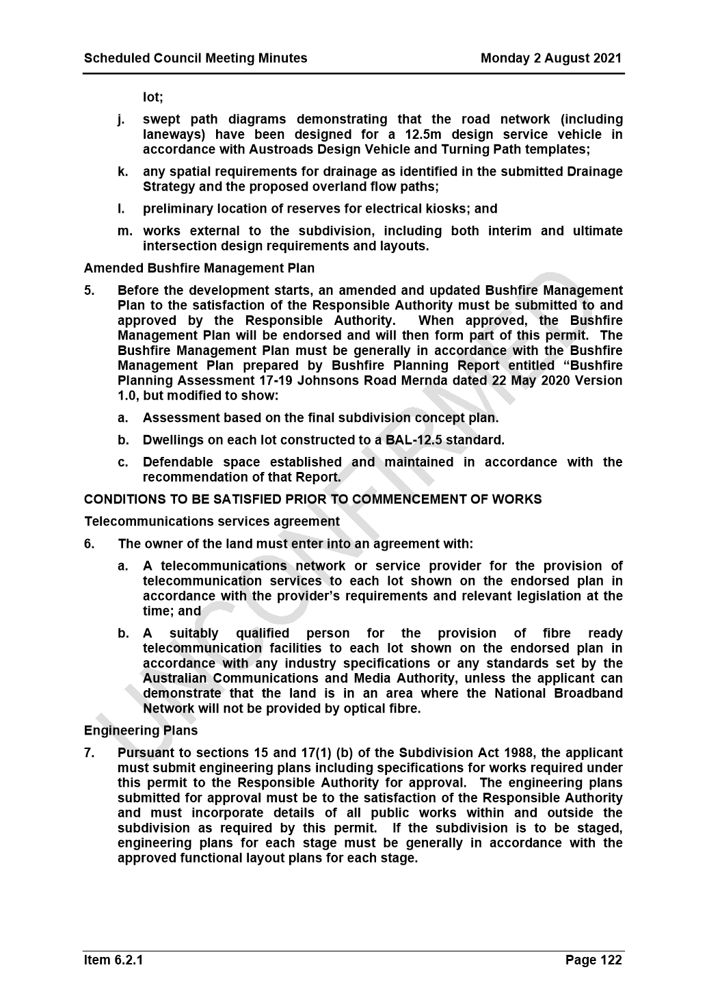 Scheduled Council Meeting Minutes Monday 2 August 2021
lot;
j. swept path diagrams demonstrating that the road network (including
laneways) have been designed for a 12.5m design service vehicle in
accordance with Austroads Design Vehicle and Turning Path templates;
k. any spatial requirements for drainage as identified in the submitted Drainage
Strategy and the proposed overland flow paths;
l. preliminary location of reserves for electrical kiosks; and
m. works external to the subdivision, including both interim and ultimate
intersection design requirements and layouts.
Amended Bushfire Management Plan
5. Before the development starts, an amended and updated Bushfire Management
Plan to the satisfaction of the Responsible Authority must be submitted to and
approved by the Responsible Authority. When approved, the Bushfire
Management Plan will be endorsed and will then form part of this permit. The
Bushfire Management Plan must be generally in accordance with the Bushfire
Management Plan prepared by Bushfire Planning Report entitled “Bushfire
Planning Assessment 17-19 Johnsons Road Mernda dated 22 May 2020 Version
1.0, but modified to show:
a. Assessment based on the final subdivision concept plan.
b. Dwellings on each lot constructed to a BAL-12.5 standard.
c. Defendable space established and maintained in accordance with the
recommendation of that Report.
CONDITIONS TO BE SATISFIED PRIOR TO COMMENCEMENT OF WORKS
Telecommunications services agreement
6. The owner of the land must enter into an agreement with:
a. A telecommunications network or service provider for the provision of
telecommunication services to each lot shown on the endorsed plan in
accordance with the provider’s requirements and relevant legislation at the
time; and
b. A suitably qualified person for the provision of fibre ready
telecommunication facilities to each lot shown on the endorsed plan in
accordance with any industry specifications or any standards set by the
Australian Communications and Media Authority, unless the applicant can
demonstrate that the land is in an area where the National Broadband
Network will not be provided by optical fibre.
Engineering Plans
7. Pursuant to sections 15 and 17(1) (b) of the Subdivision Act 1988, the applicant
must submit engineering plans including specifications for works required under
this permit to the Responsible Authority for approval. The engineering plans
submitted for approval must be to the satisfaction of the Responsible Authority
and must incorporate details of all public works within and outside the
subdivision as required by this permit. If the subdivision is to be staged,
engineering plans for each stage must be generally in accordance with the
approved functional layout plans for each stage.
UNCONFIRMED
Item 6.2.1 Page 122